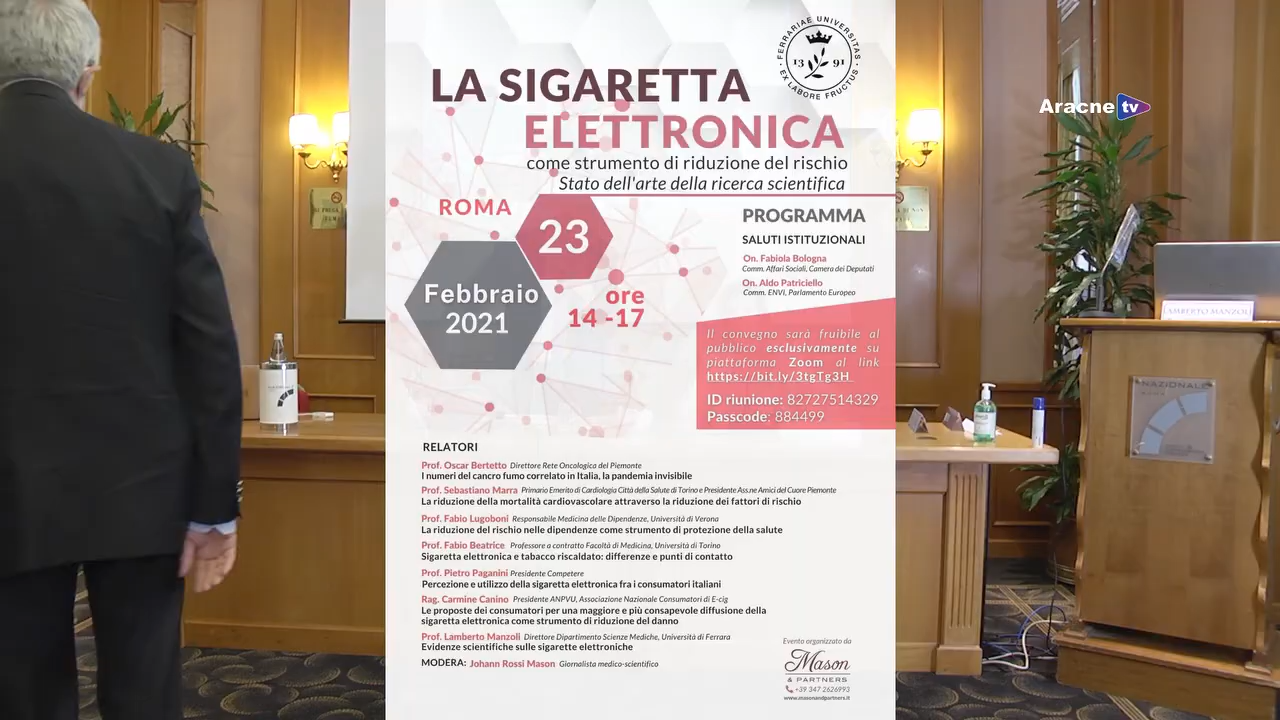 FERRARIAE UNIVERSITAS
13 91
EX LABORE FRUCTUS
LA SIGARETTA
ELETTRONICA
come strumento di riduzione del rischio
Stato dell'arte della ricerca scientifica
Aracne tv
ROMA
23
Febbraio
2021
ore
14 -17
PROGRAMMA
SALUTI ISTITUZIONALI
On. Fabiola Bologna
Comm. Affari Sociali, Camera dei Deputati
On. Aldo Patriciello
Comm. ENVI, Parlamento Europeo
Il convegno sarà fruibile al
pubblico esclusivamente su
piattaforma Zoom al link
https://bit.ly/3tgTg3H
ID riunione: 82727514329
Passcode: 884499
LAMBERTO MANZOLI
NAZIONALE
RELATORI
Prof. Oscar Bertetto Direttore Rete Oncologica del Piemonte
I numeri del cancro fumo correlato in Italia, la pandemia invisibile
Prof. Sebastiano Marra Primario Emerito di Cardiologia Città della Salute di Torino e Presidente Ass.ne Amici del Cuore Piemonte
La riduzione della mortalità cardiovascolare attraverso la riduzione dei fattori di rischio
Prof. Fabio Lugoboni Responsabile Medicina delle Dipendenze, Università di Verona
La riduzione del rischio nelle dipendenze come strumento di protezione della salute
Prof. Fabio Beatrice Professore a contratto Facoltà di Medicina, Università di Torino
Sigaretta elettronica e tabacco riscaldato: differenze e punti di contatto
Prof. Pietro Paganini Presidente Competere
Percezione e utilizzo della sigaretta elettronica fra i consumatori italiani
Rag. Carmine Canino Presidente ANPVU, Associazione Nazionale Consumatori di E-cig
Le proposte dei consumatori per una maggiore e più consapevole diffusione della
sigaretta elettronica come strumento di riduzione del danno
Prof. Lamberto Manzoli Direttore Dipartimento Scienze Mediche, Università di Ferrara
Evidenze scientifiche sulle sigarette elettroniche
MODERA: Johann Rossi Mason Giornalista medico-scientifico
Evento organizzato da
Mason
& PARTNERS
+39 347 2626993
www.masonandpartners.it